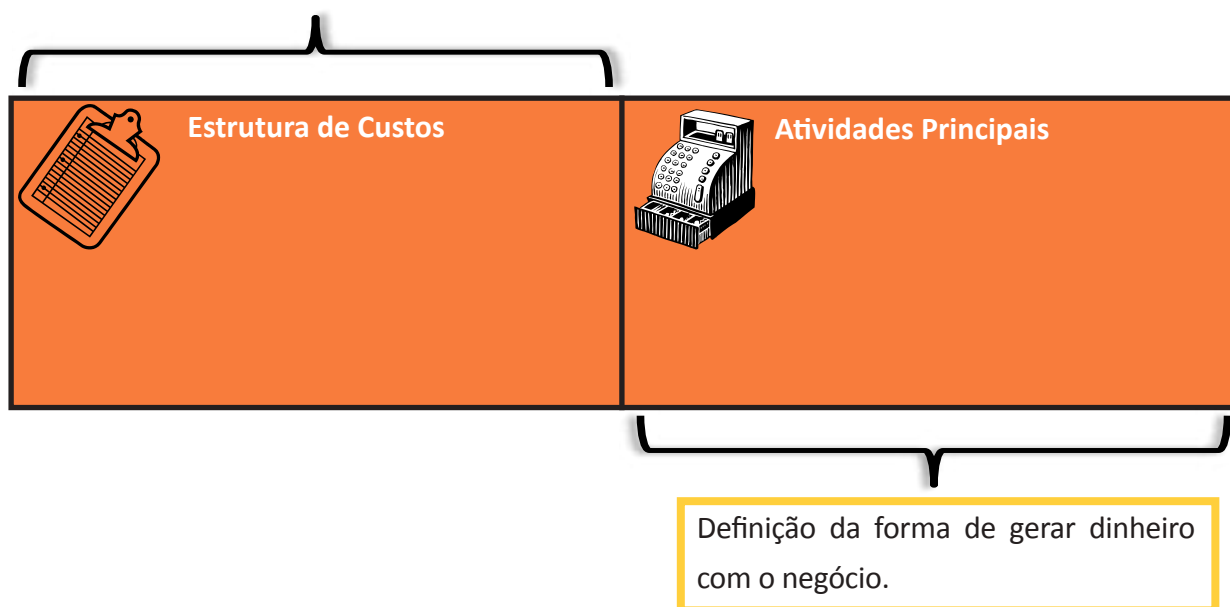 Estrutura de Custos
Atividades Principais
Definição da forma de gerar dinheiro
com o negócio.